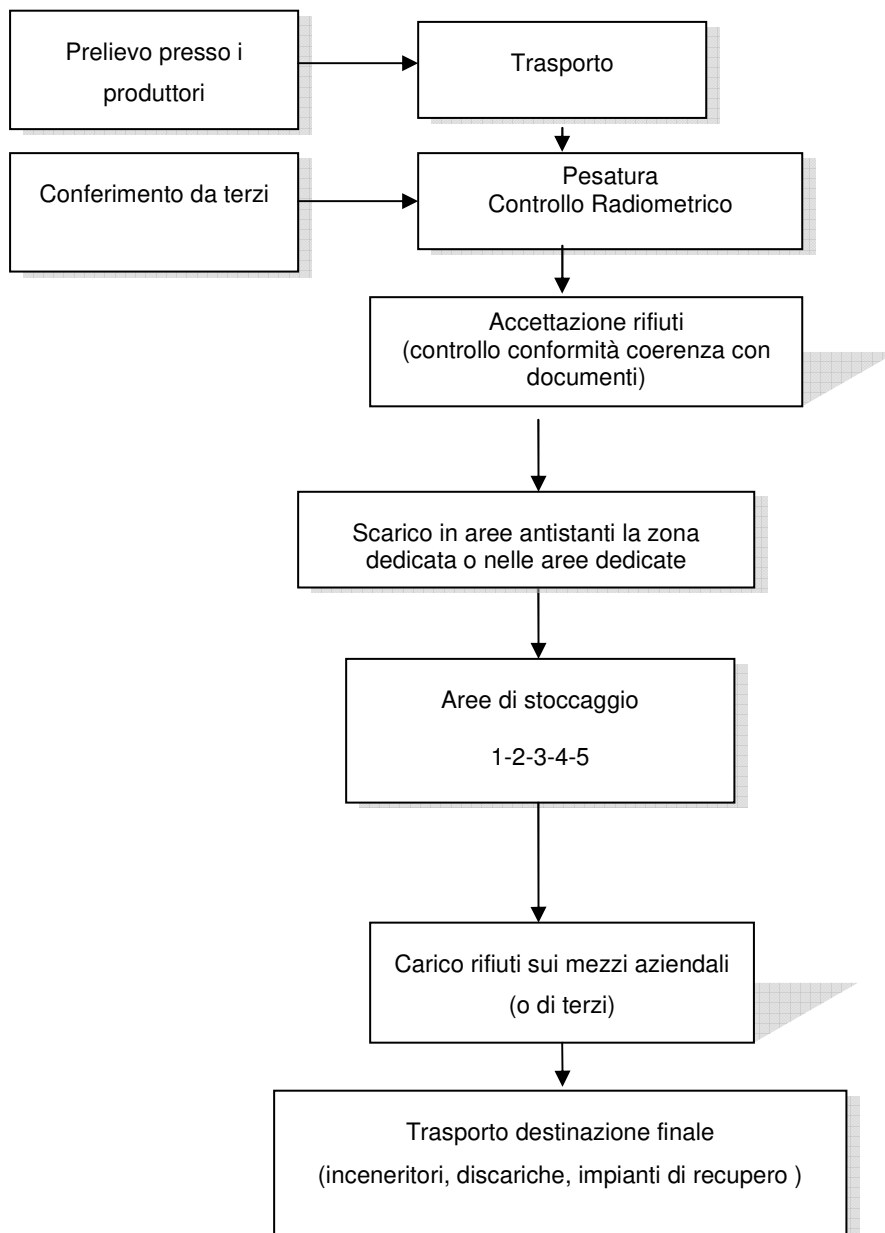 Prelievo presso i
produttori
Trasporto
Conferimento da terzi
Pesatura
Controllo Radiometrico
Accettazione rifiuti
(controllo conformità coerenza con
documenti)
Scarico in aree antistanti la zona
dedicata o nelle aree dedicate
Aree di stoccaggio
1-2-3-4-5
Carico rifiuti sui mezzi aziendali
(o di terzi)
Trasporto destinazione finale
(inceneritori, discariche, impianti di recupero )